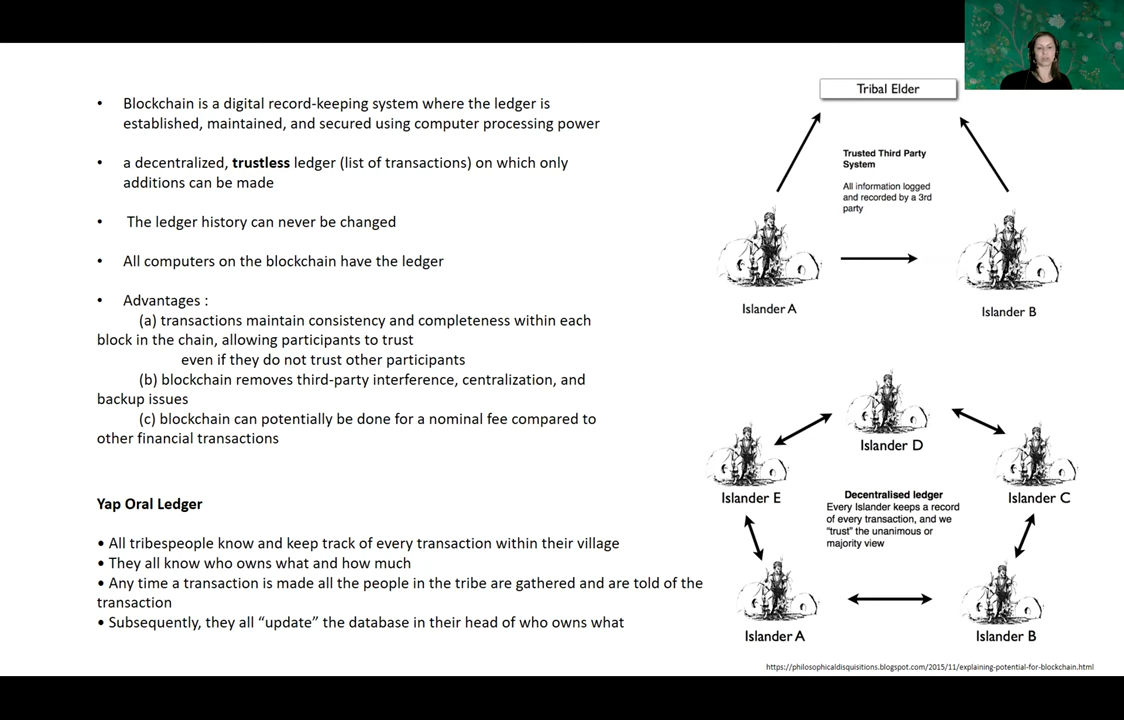 • Blockchain is a digital record-keeping system where the ledger is
established, maintained, and secured using computer processing power
• a decentralized, trustless ledger (list of transactions) on which only
additions can be made
• The ledger history can never be changed
• All computers on the blockchain have the ledger
• Advantages :
(a) transactions maintain consistency and completeness within each
block in the chain, allowing participants to trust
even if they do not trust other participants
(b) blockchain removes third-party interference, centralization, and
backup issues
(c) blockchain can potentially be done for a nominal fee compared to
other financial transactions
Yap Oral Ledger
• All tribespeople know and keep track of every transaction within their village
• They all know who owns what and how much
• Any time a transaction is made all the people in the tribe are gathered and are told of the
transaction
• Subsequently, they all “update” the database in their head of who owns what
Tribal Elder
Trusted Third Party
System
All information logged
and recorded by a 3rd
party
Islander A
Islander B
Islander D
Islander E
Islander C
Decentralised ledger
Every Islander keeps a record
of every transaction, and we
“trust” the unanimous or
majority view
Islander A
Islander B
https://philosophicaldisquisitions.blogspot.com/2015/11/explaining-potential-for-blockchain.html